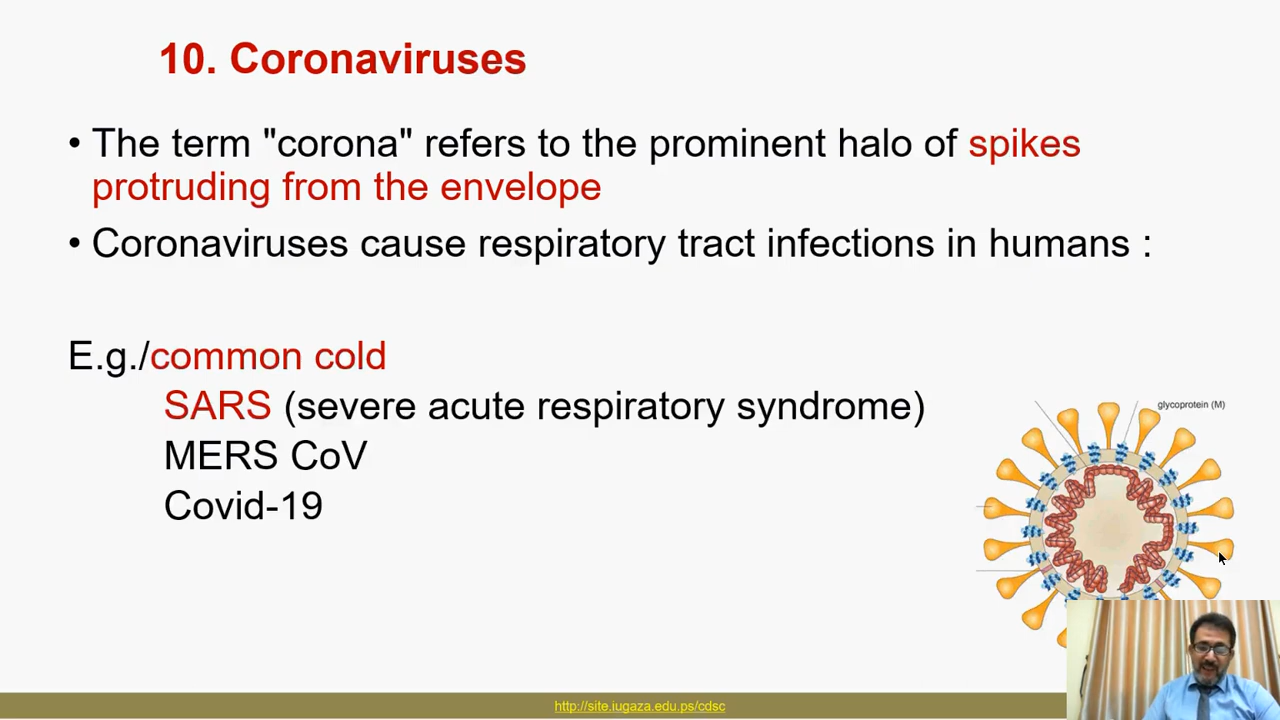 10. Coronaviruses
• The term "corona" refers to the prominent halo of spikes
protruding from the envelope
• Coronaviruses cause respiratory tract infections in humans :
E.g./common cold
SARS (severe acute respiratory syndrome)
MERS CoV
Covid-19
glycoprotein (M)
http://site.iugaza.edu.ps/cdsc